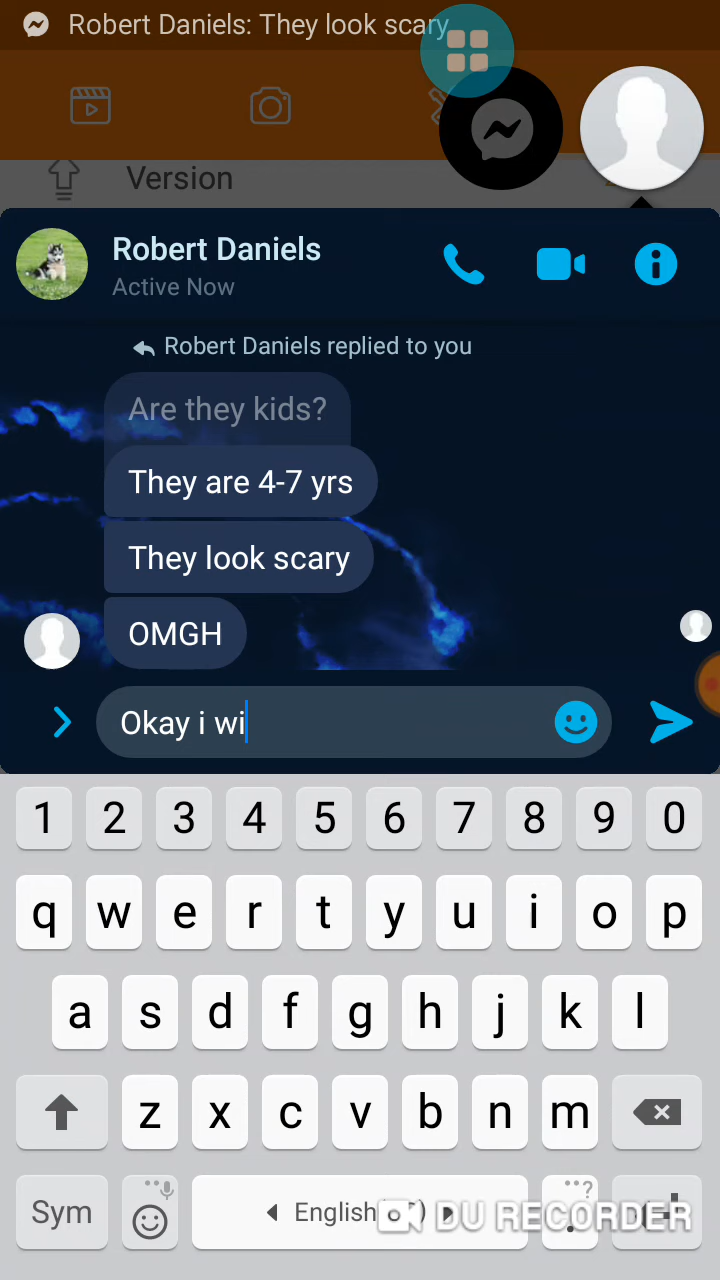 Robert Daniels: They look scary
Version
Robert Daniels
Active Now
Robert Daniels replied to you
Are they kids?
They are 4-7 yrs
They look scary
OMGH
Okay i wi
1 2 3 4 5 6 7 8 9 0
q w e r t y u i o p
a s d f g h j k l
z x c v b n m
Sym
English
DU RECORDER